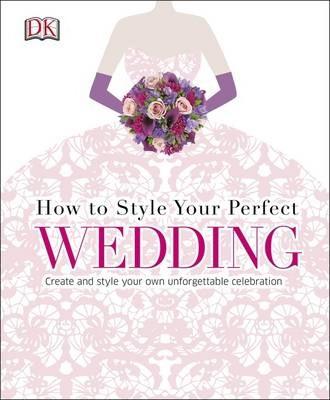 DK
How to Style Your Perfect
WEDDING
Create and style your own unforgettable celebration